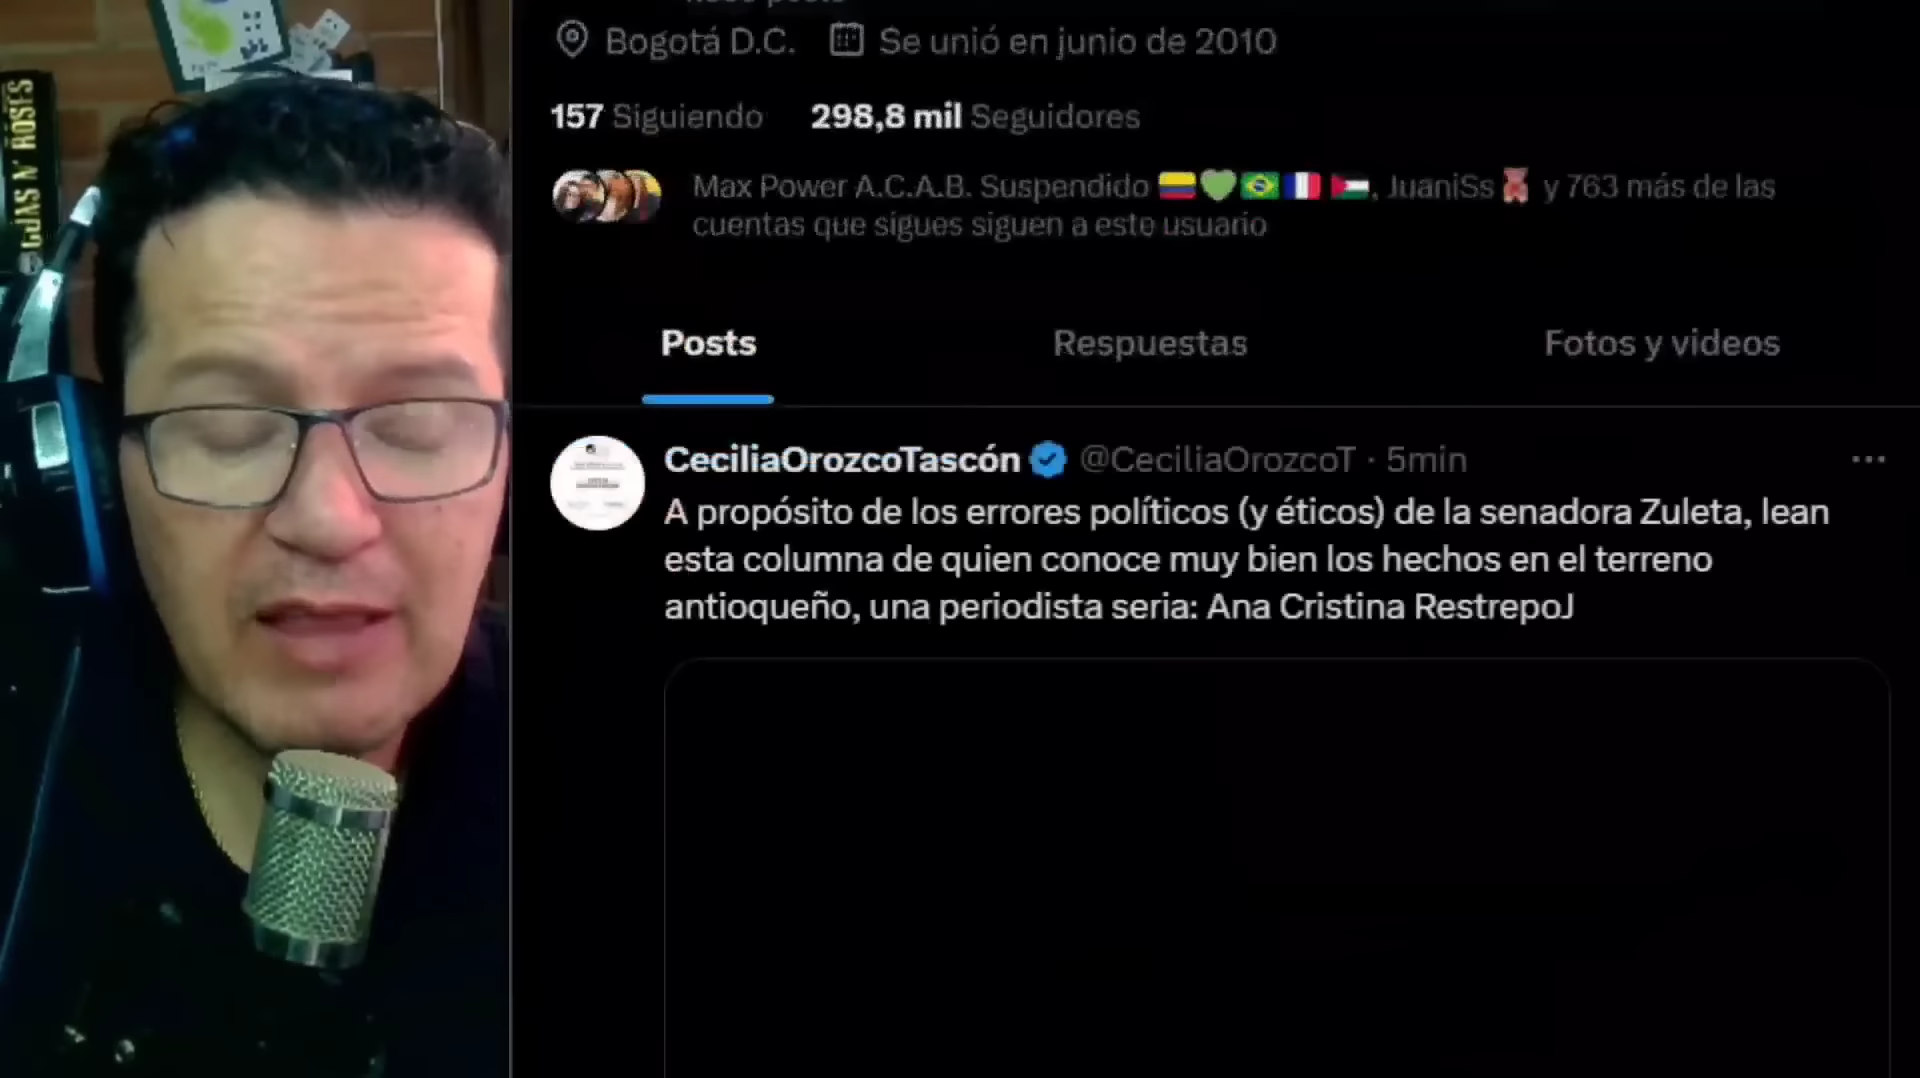 Bogotá D.C. Se unió en junio de 2010
157 Siguiendo 298,8 mil Seguidores
Max Power A.C.A.B. Suspendido 🇨🇴💚🇧🇷🇫🇷🇵🇸, JuaniSs 🧸 y 763 más de las
cuentas que sigues siguen a este usuario
Posts Respuestas Fotos y videos
CeciliaOrozcoTascón @CeciliaOrozcoT · 5min
A propósito de los errores políticos (y éticos) de la senadora Zuleta, lean
esta columna de quien conoce muy bien los hechos en el terreno
antioqueño, una periodista seria: Ana Cristina RestrepoJ
GUNS N' ROSES